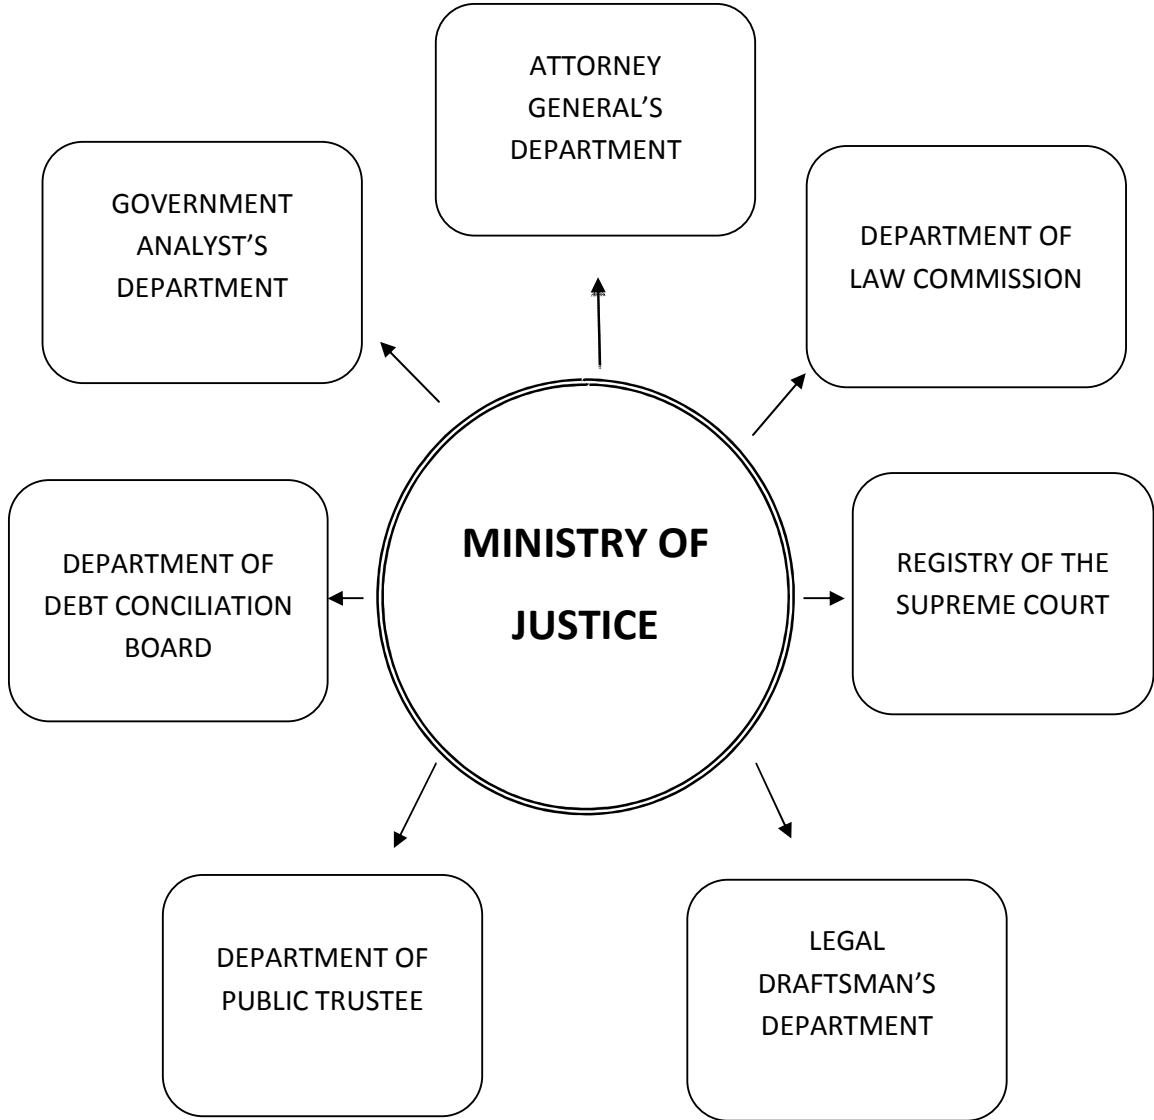 ATTORNEY
GENERAL’S
DEPARTMENT
GOVERNMENT
ANALYST’S
DEPARTMENT
DEPARTMENT OF
LAW COMMISSION
MINISTRY OF
JUSTICE
DEPARTMENT OF
DEBT CONCILIATION
BOARD
REGISTRY OF THE
SUPREME COURT
DEPARTMENT OF
PUBLIC TRUSTEE
LEGAL
DRAFTSMAN’S
DEPARTMENT